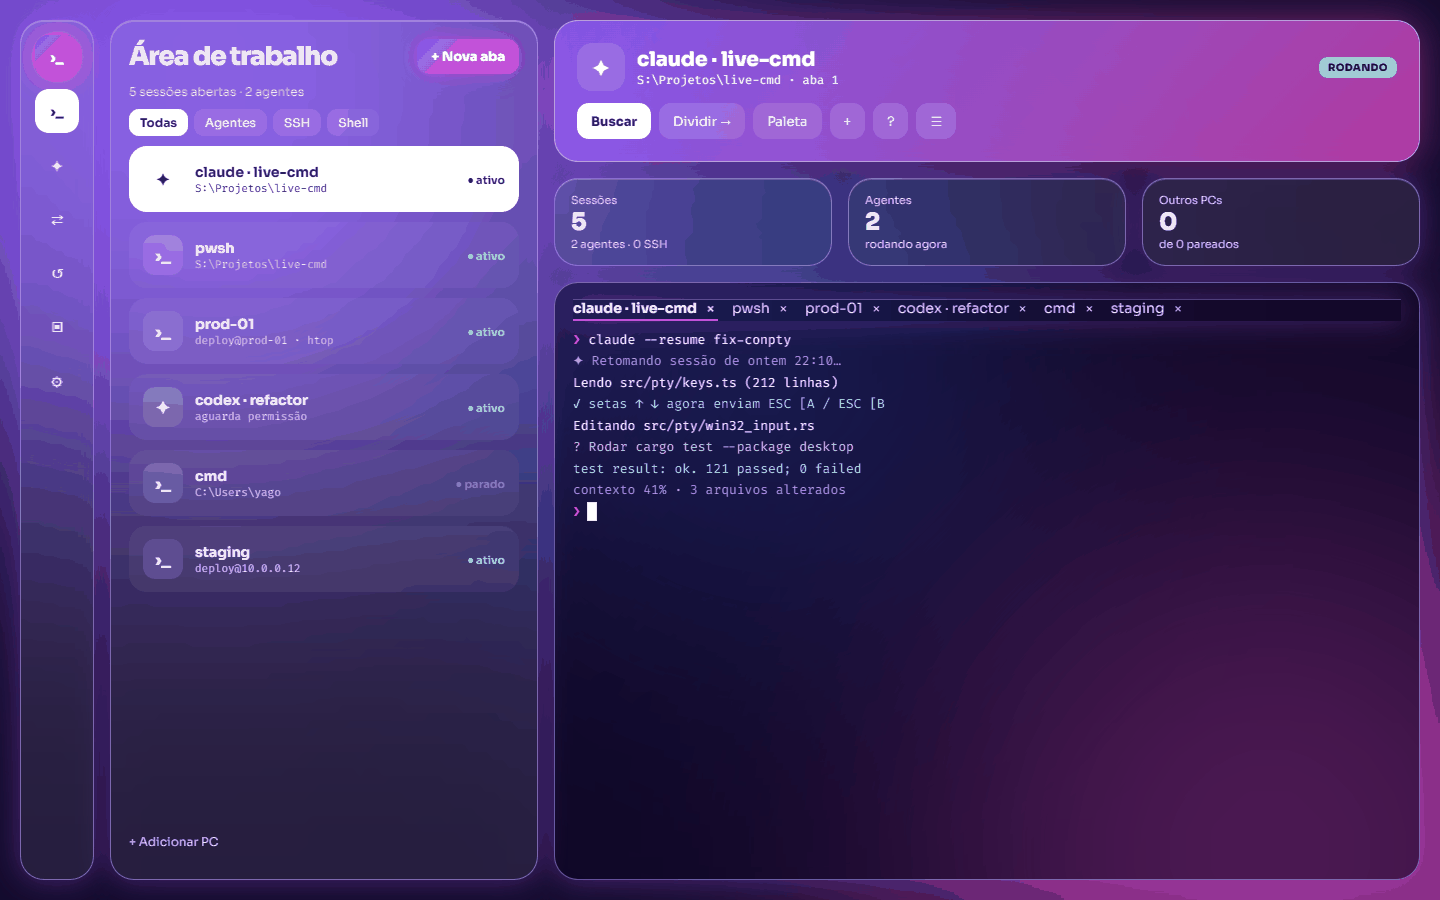 Área de trabalho
+ Nova aba
5 sessões abertas · 2 agentes
Todas
Agentes
SSH
Shell
claude · live-cmd
S:\Projetos\live-cmd
• ativo
pwsh
S:\Projetos\live-cmd
• ativo
prod-01
deploy@prod-01 · htop
• ativo
codex · refactor
aguarda permissão
• ativo
cmd
C:\Users\yago
• parado
staging
deploy@10.0.0.12
• ativo
+ Adicionar PC
claude · live-cmd
S:\Projetos\live-cmd · aba 1
RODANDO
Buscar
Dividir →
Paleta
+
?
☰
Sessões
5
2 agentes · 0 SSH
Agentes
2
rodando agora
Outros PCs
0
de 0 pareados
claude · live-cmd × pwsh × prod-01 × codex · refactor × cmd × staging ×
❯ claude --resume fix-conpty
✦ Retomando sessão de ontem 22:10…
Lendo src/pty/keys.ts (212 linhas)
✓ setas ↑ ↓ agora enviam ESC [A / ESC [B
Editando src/pty/win32_input.rs
? Rodar cargo test --package desktop
test result: ok. 121 passed; 0 failed
contexto 41% · 3 arquivos alterados
❯